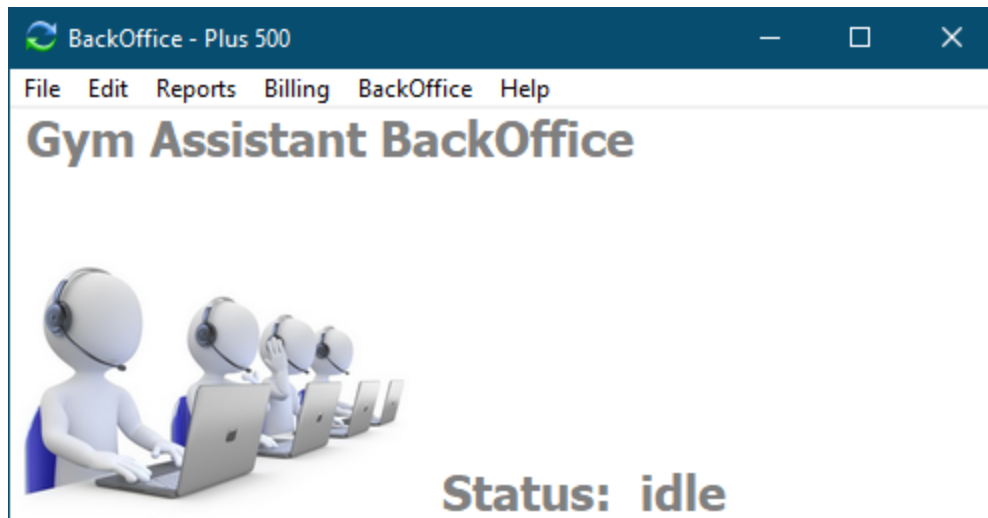 BackOffice - Plus 500
File Edit Reports Billing BackOffice Help
Gym Assistant BackOffice
Status: idle